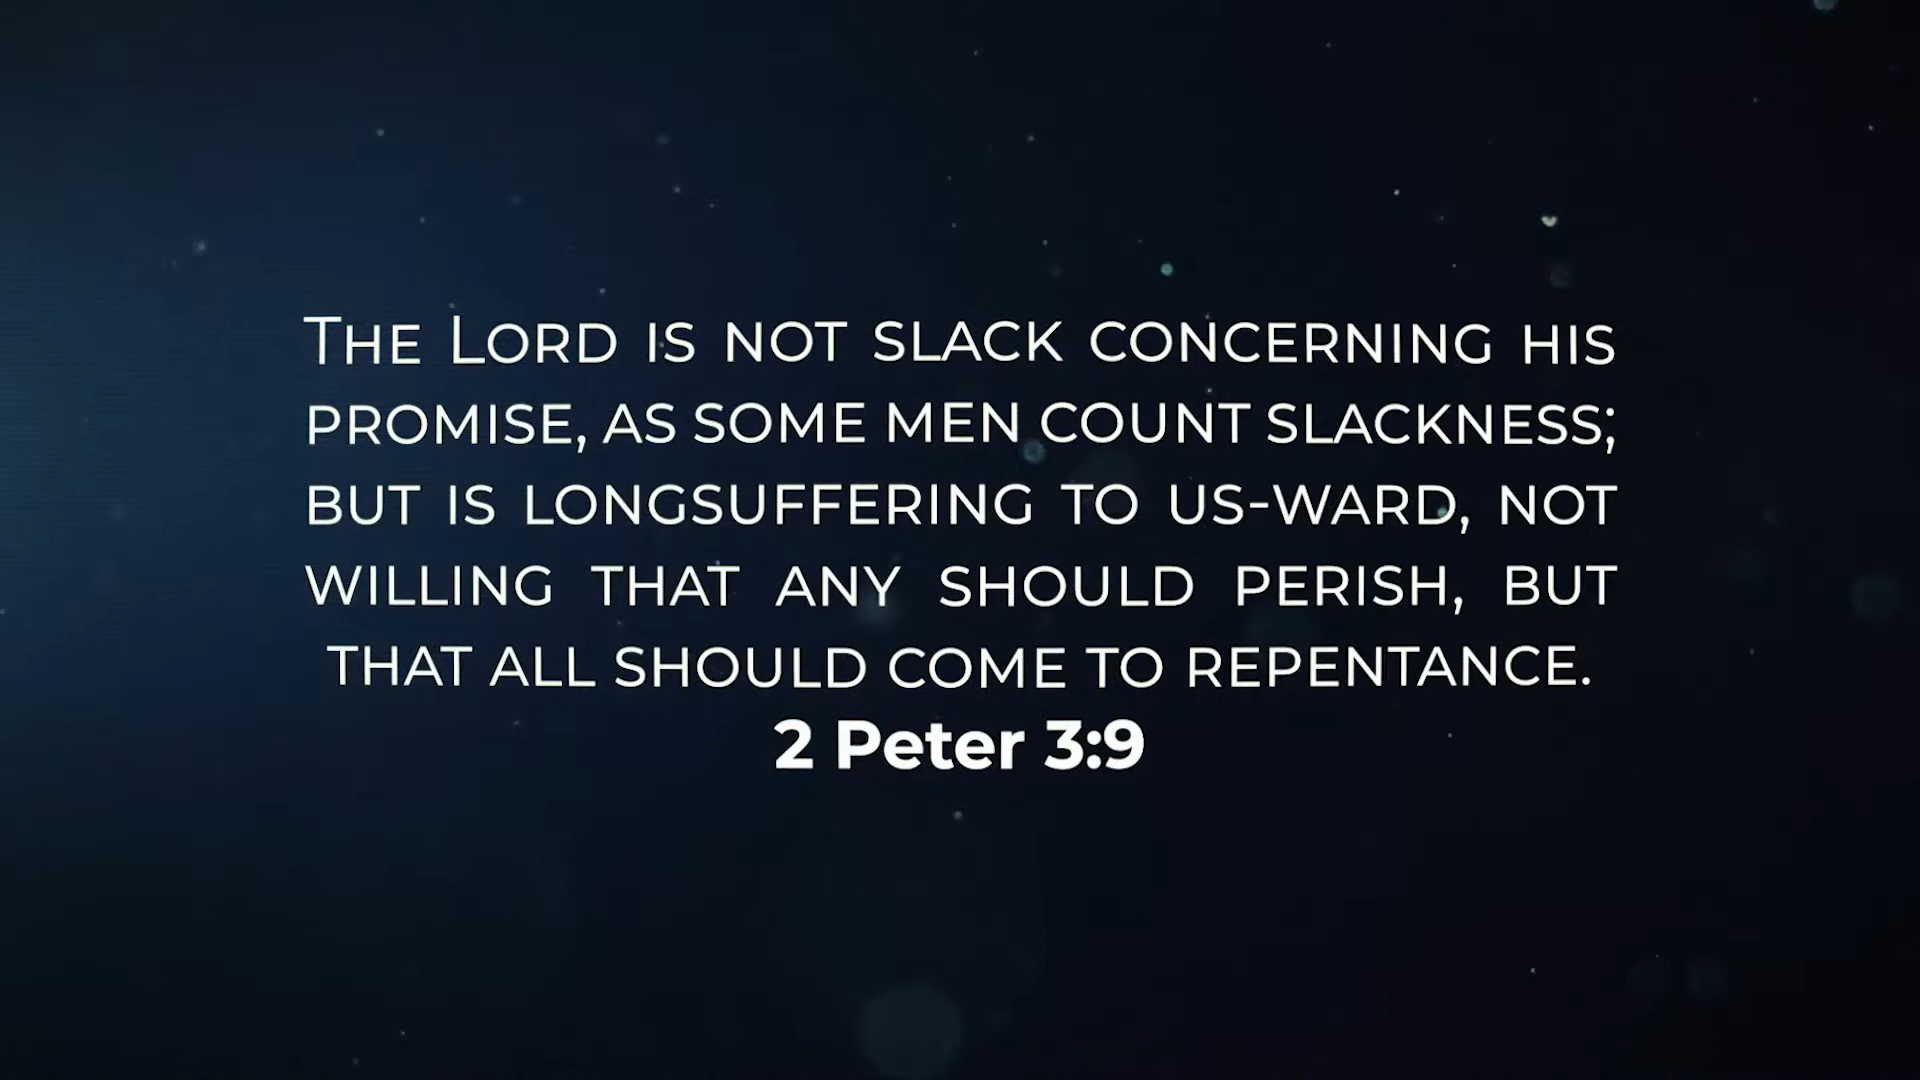 The Lord is not slack concerning his
promise, as some men count slackness;
but is longsuffering to us-ward, not
willing that any should perish, but
that all should come to repentance.
2 Peter 3:9